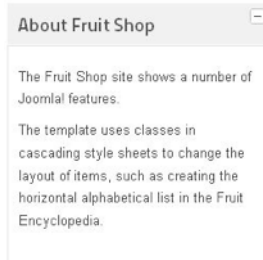 About Fruit Shop
The Fruit Shop site shows a number of
Joomla! features.
The template uses classes in
cascading style sheets to change the
layout of items, such as creating the
horizontal alphabetical list in the Fruit
Encyclopedia.